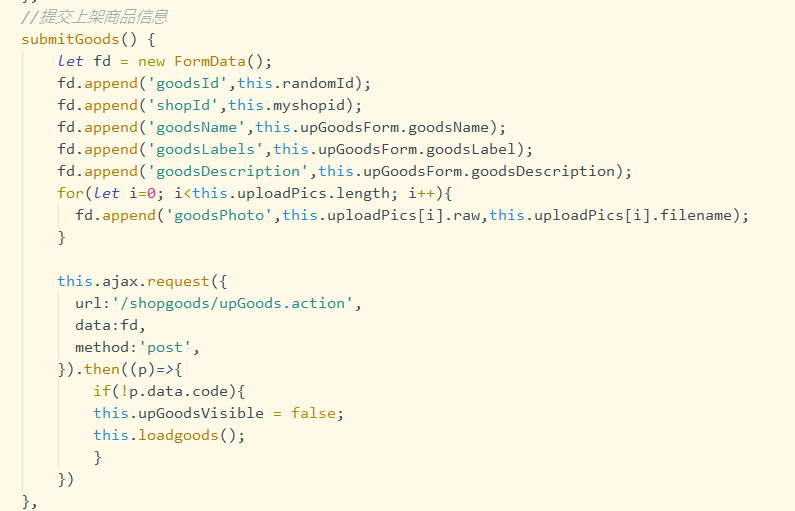 //提交上架商品信息
submitGoods() {
let fd = new FormData();
fd.append('goodsId',this.randomId);
fd.append('shopId',this.myshopid);
fd.append('goodsName',this.upGoodsForm.goodsName);
fd.append('goodsLabels',this.upGoodsForm.goodsLabel);
fd.append('goodsDescription',this.upGoodsForm.goodsDescription);
for(let i=0; i<this.uploadPics.length; i++){
fd.append('goodsPhoto',this.uploadPics[i].raw,this.uploadPics[i].filename);
}
this.ajax.request({
url:'/shopgoods/upGoods.action',
data:fd,
method:'post',
}).then((p)=>{
if(!p.data.code){
this.upGoodsVisible = false;
this.loadgoods();
}
})
},